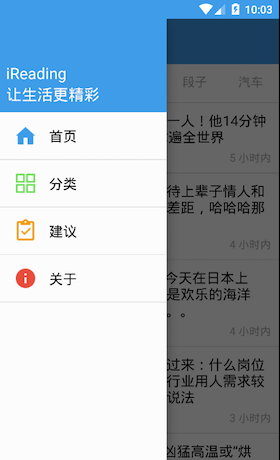 10:03
iReading
让生活更精彩
首页
分类
建议
关于
段子 汽车
一人！他14分钟
遍全世界
5 小时内
待上辈子情人和
差距，哈哈哈那
4 小时内
今天在日本上
是欢乐的海洋
。。
4 小时内
过来：什么岗位
行业用人需求较
说法
2 小时内
凶猛高温或“烘